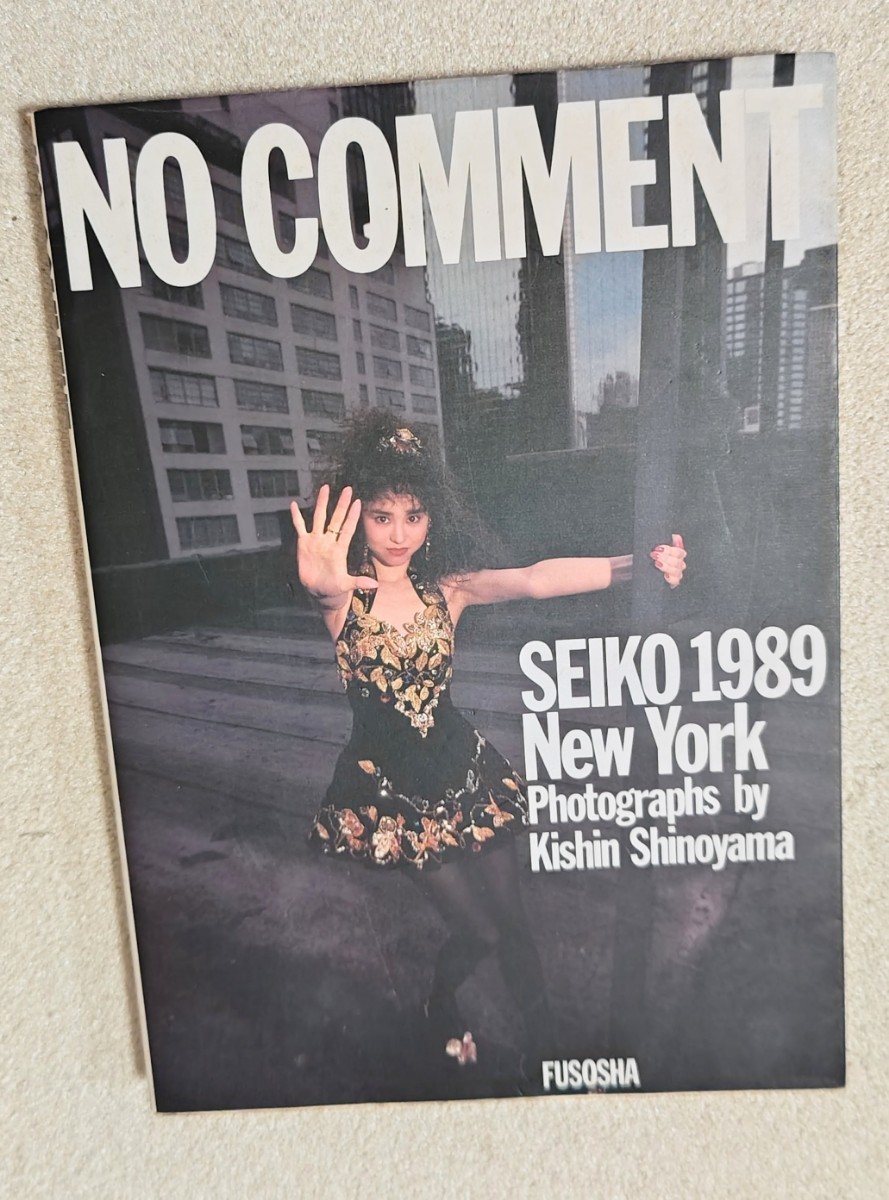 NO COMMENT
SEIKO 1989
New York
Photographs by
Kishin Shinoyama
FUSOSHA